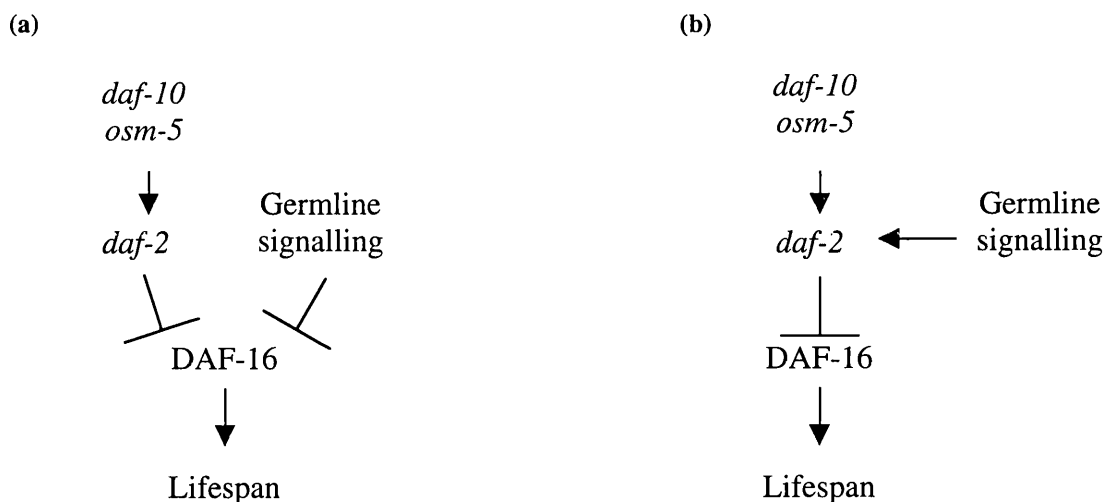 (a)
daf-10
osm-5
daf-2
Germline
signalling
DAF-16
Lifespan
(b)
daf-10
osm-5
daf-2
Germline
signalling
DAF-16
Lifespan